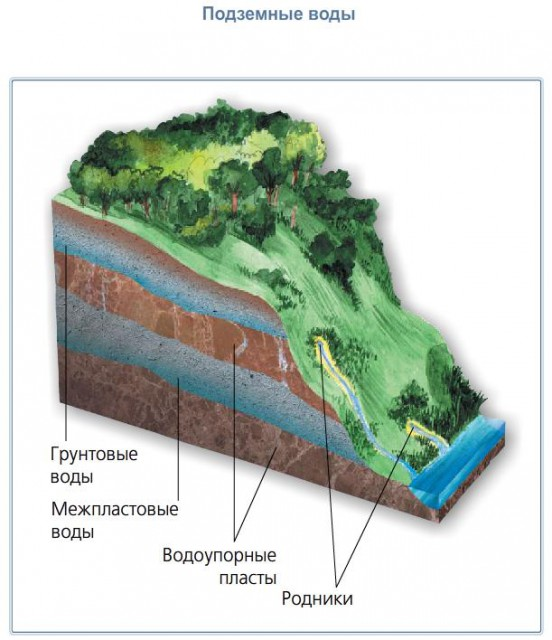 Подземные воды
Грунтовые
воды
Межпластовые
воды
Водоупорные
пласты
Родники